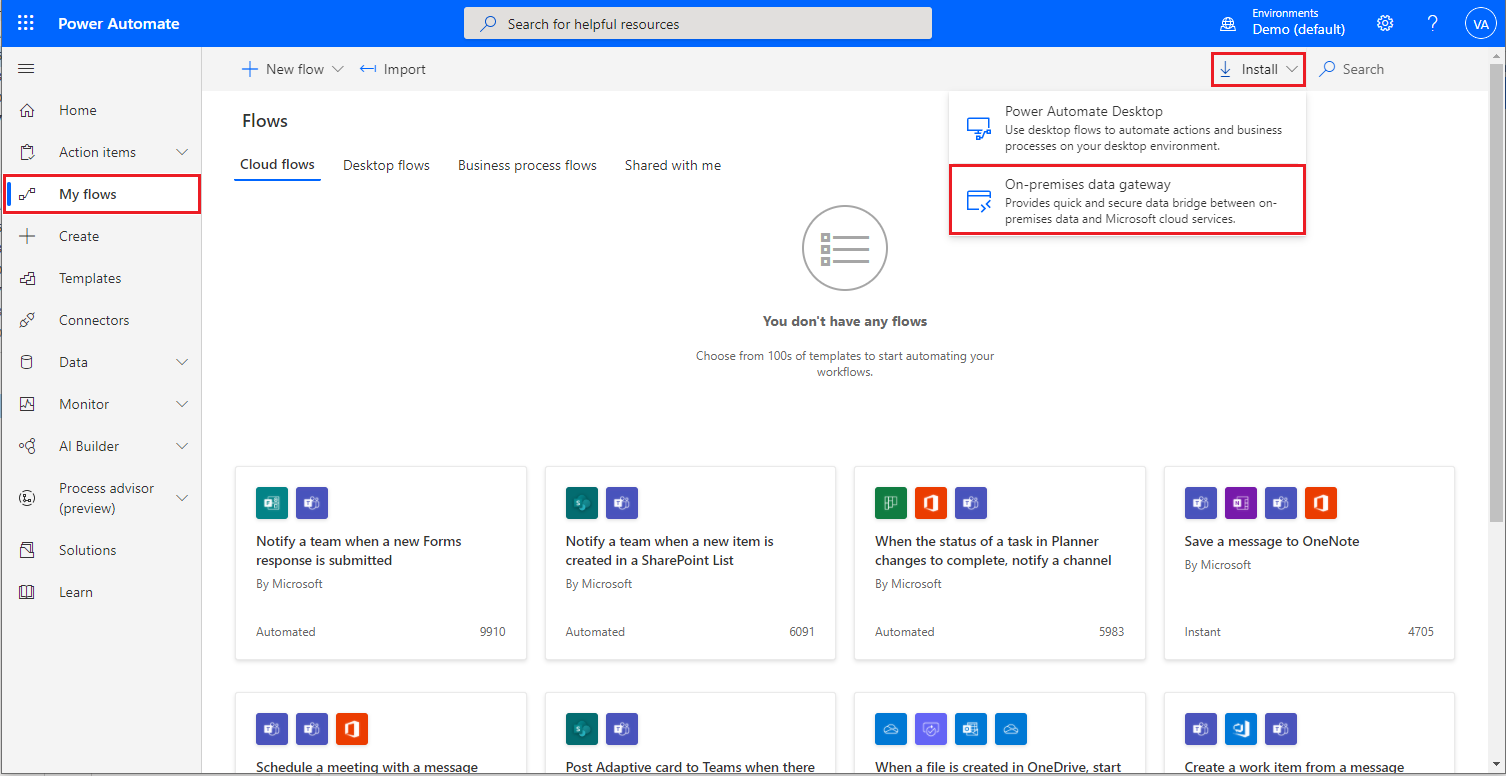 Power Automate
Search for helpful resources
Environments
Demo (default)
VA
New flow
Import
Install
Search
Home
Action items
My flows
Create
Templates
Connectors
Data
Monitor
AI Builder
Process advisor
(preview)
Solutions
Learn
Flows
Cloud flows
Desktop flows
Business process flows
Shared with me
Power Automate Desktop
Use desktop flows to automate actions and business
processes on your desktop environment.
On-premises data gateway
Provides quick and secure data bridge between on-
premises data and Microsoft cloud services.
You don't have any flows
Choose from 100s of templates to start automating your
workflows.
Notify a team when a new Forms
response is submitted
By Microsoft
Automated 9910
Notify a team when a new item is
created in a SharePoint List
By Microsoft
Automated 6091
When the status of a task in Planner
changes to complete, notify a channel
By Microsoft
Automated 5983
Save a message to OneNote
By Microsoft
Instant 4705
Schedule a meeting with a message
Post Adaptive card to Teams when there
When a file is created in OneDrive, start
Create a work item from a message